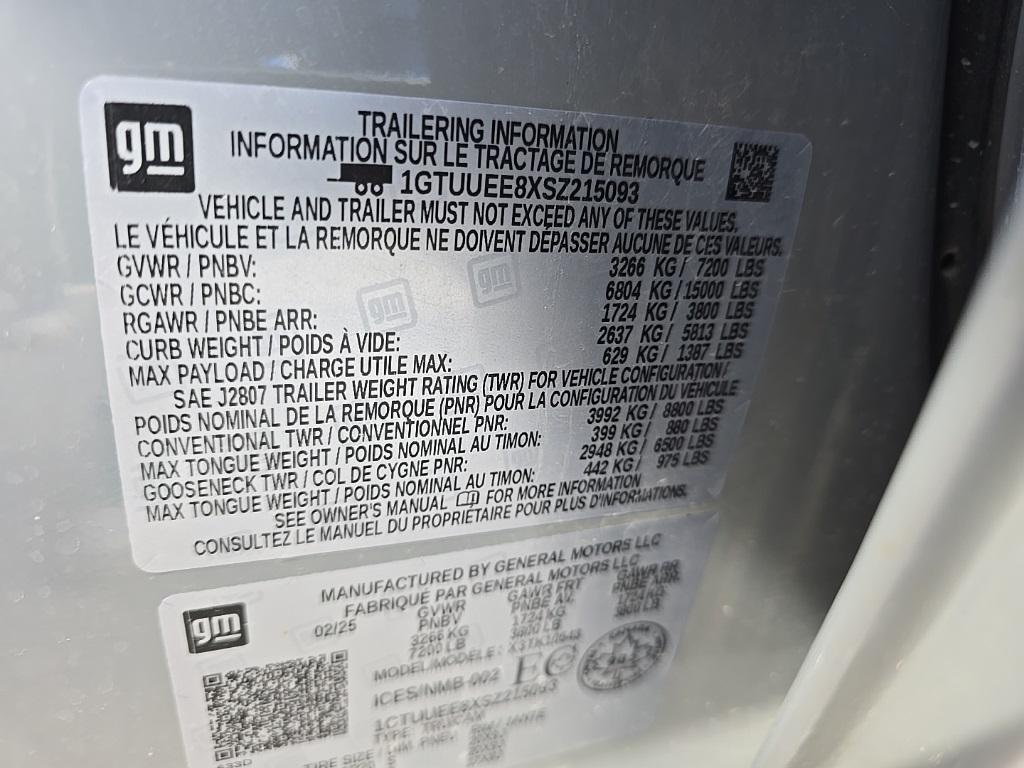 gm
TRAILERING INFORMATION
INFORMATION SUR LE TRACTAGE DE REMORQUE
1GTUUEE8XSZ215093
VEHICLE AND TRAILER MUST NOT EXCEED ANY OF THESE VALUES.
LE VÉHICULE ET LA REMORQUE NE DOIVENT DÉPASSER AUCUNE DE CES VALEURS.
GVWR / PNBV: 3266 KG / 7200 LBS
GCWR / PNBC: 6804 KG / 15000 LBS
RGAWR / PNBE ARR: 1724 KG / 3800 LBS
CURB WEIGHT / POIDS À VIDE: 2637 KG / 5813 LBS
MAX PAYLOAD / CHARGE UTILE MAX: 629 KG / 1387 LBS
SAE J2807 TRAILER WEIGHT RATING (TWR) FOR VEHICLE CONFIGURATION /
POIDS NOMINAL DE LA REMORQUE (PNR) POUR LA CONFIGURATION DU VÉHICULE
CONVENTIONAL TWR / CONVENTIONNEL PNR: 3992 KG / 8800 LBS
MAX TONGUE WEIGHT / POIDS NOMINAL AU TIMON: 399 KG / 880 LBS
GOOSENECK TWR / COL DE CYGNE PNR: 2948 KG / 6500 LBS
MAX TONGUE WEIGHT / POIDS NOMINAL AU TIMON: 442 KG / 975 LBS
SEE OWNER'S MANUAL FOR MORE INFORMATION
CONSULTEZ LE MANUEL DU PROPRIÉTAIRE POUR PLUS D'INFORMATIONS.
gm
gm
gm
MANUFACTURED BY GENERAL MOTORS LLC
FABRIQUÉ PAR GENERAL MOTORS LLC
02/25
GVWR GAWR FRT GAWR RR
PNBV PNBE AV. PNBE ARR.
3266 KG 1724 KG 1724 KG
7200 LB 3800 LB 3800 LB
MODEL/MODÈLE:
ICES/NMB-002 EC
1GTUUEE8XSZ215093
TYPE:
TIRE SIZE /